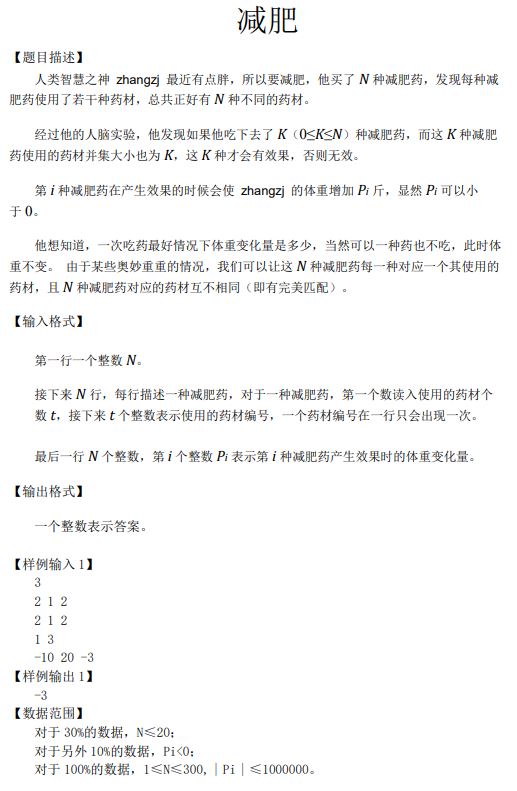 减肥
【题目描述】
人类智慧之神 zhangzj 最近有点胖，所以要减肥，他买了 N 种减肥药，发现每种减
肥药使用了若干种药材，总共正好有 N 种不同的药材。
经过他的人脑实验，他发现如果他吃下去了 K（0≤K≤N）种减肥药，而这 K 种减肥
药使用的药材并集大小也为 K，这 K 种才会有效果，否则无效。
第 i 种减肥药在产生效果的时候会使 zhangzj 的体重增加 Pi 斤，显然 Pi 可以小
于 0。
他想知道，一次吃药最好情况下体重变化量是多少，当然可以一种药也不吃，此时体
重不变。 由于某些奥妙重重的情况，我们可以让这 N 种减肥药每一种对应一个其使用的
药材，且 N 种减肥药对应的药材互不相同（即有完美匹配）。
【输入格式】
第一行一个整数 N。
接下来 N 行，每行描述一种减肥药，对于一种减肥药，第一个数读入使用的药材个
数 t，接下来 t 个整数表示使用的药材编号，一个药材编号在一行只会出现一次。
最后一行 N 个整数，第 i 个整数 Pi 表示第 i 种减肥药产生效果时的体重变化量。
【输出格式】
一个整数表示答案。
【样例输入 1】
3
2 1 2
2 1 2
1 3
-10 20 -3
【样例输出 1】
-3
【数据范围】
对于 30%的数据，N≤20；
对于另外 10%的数据，Pi<0；
对于 100%的数据，1≤N≤300,｜Pi｜≤1000000。